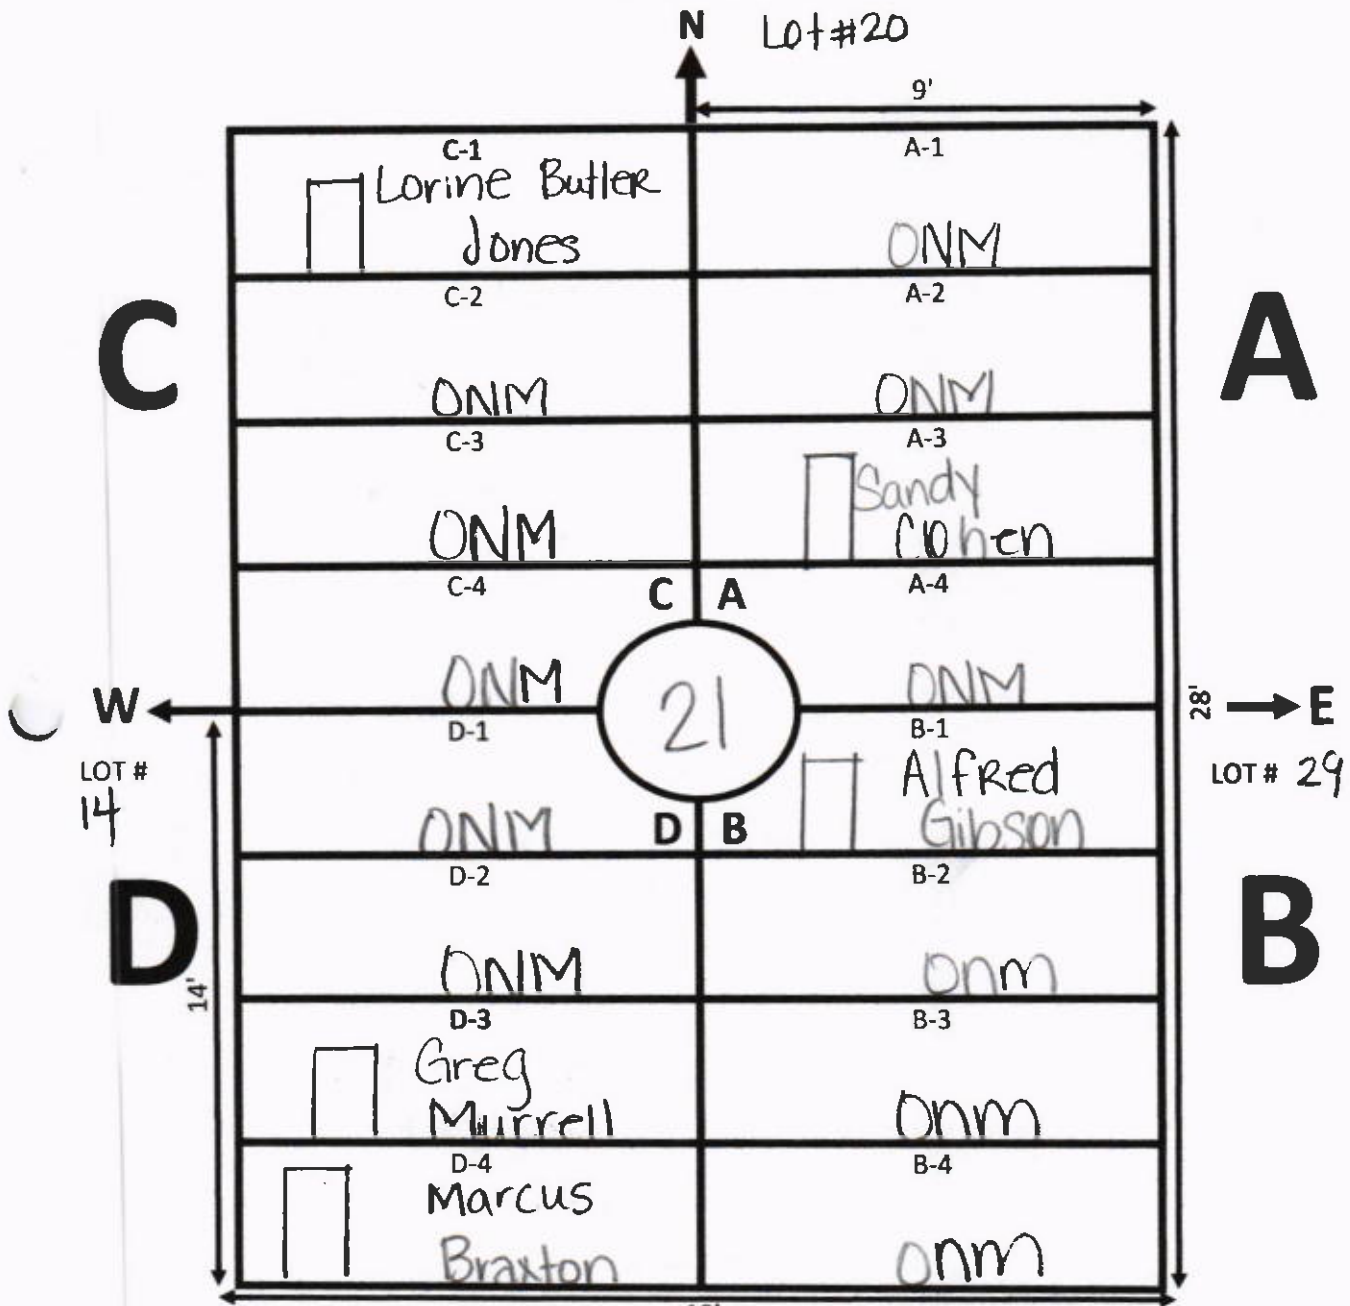 N Lot #20
9'
C-1 A-1
Lorine Butler
Jones ONM
C-2 A-2
ONM ONM
C A
C-3 A-3
Sandy
ONM Cohen
C-4 C A A-4
ONM ONM
W 21 28' E
D-1 B-1
LOT # Alfred LOT # 29
14
ONM D B Gibson
D-2 B-2
D B
14'
ONM Onm
D-3 B-3
Greg
Murrell Onm
D-4 B-4
Marcus
Braxton Onm